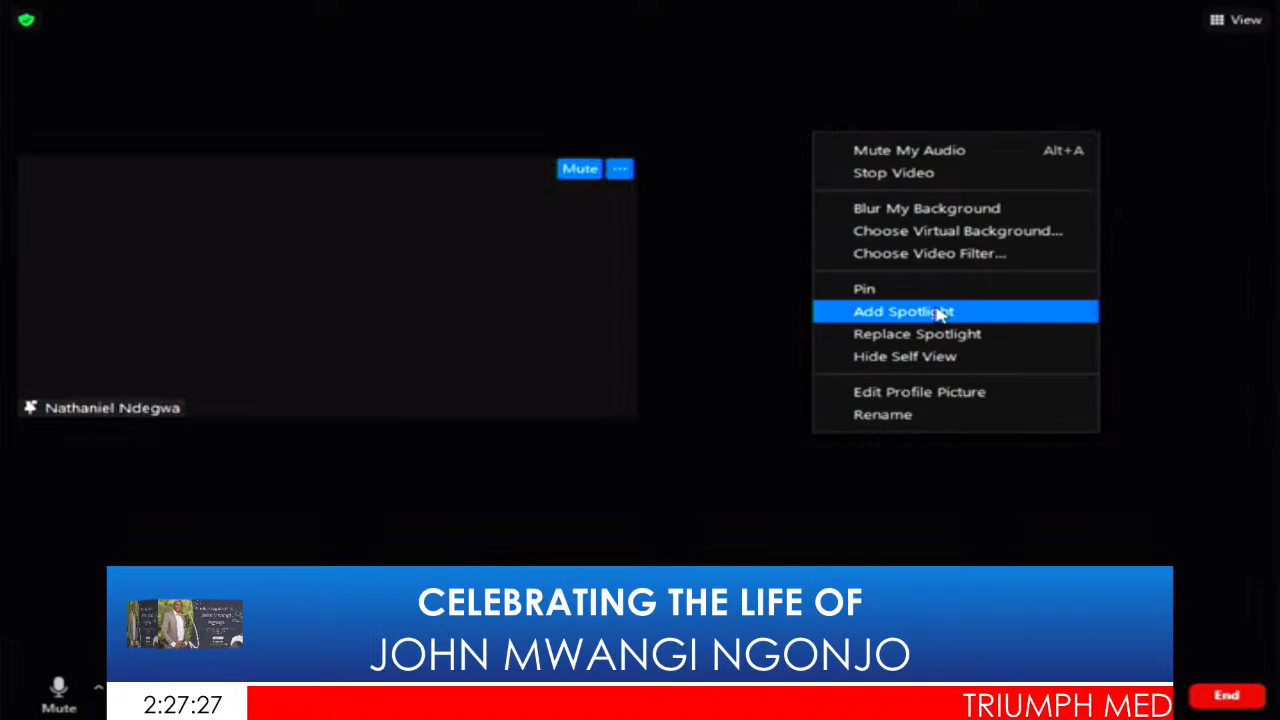 View
Mute
Mute My Audio Alt+A
Stop Video
Blur My Background
Choose Virtual Background...
Choose Video Filter...
Pin
Add Spotlight
Replace Spotlight
Hide Self View
Edit Profile Picture
Rename
Nathaniel Ndegwa
CELEBRATING THE LIFE OF
JOHN MWANGI NGONJO
Mute
2:27:27
TRIUMPH MED
End